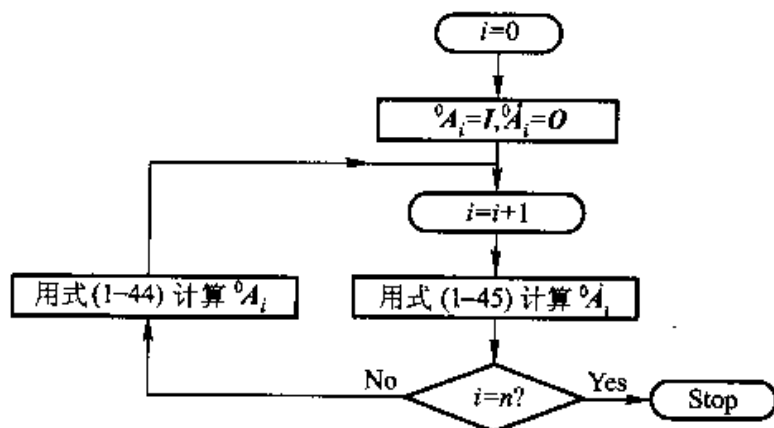 i=0
⁰Aᵢ=I,⁰Ȧᵢ=O
i=i+1
用式(1-44)计算⁰Aᵢ
用式(1-45)计算⁰Ȧᵢ
No
i=n?
Yes
Stop